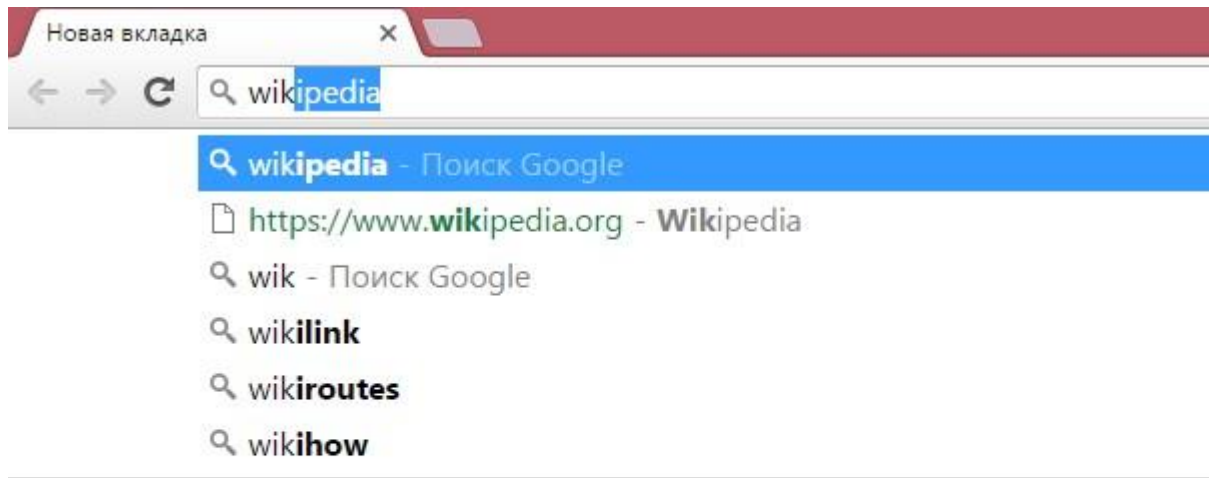 Новая вкладка
wikipedia
wikipedia - Поиск Google
https://www.wikipedia.org - Wikipedia
wik - Поиск Google
wikilink
wikiroutes
wikihow